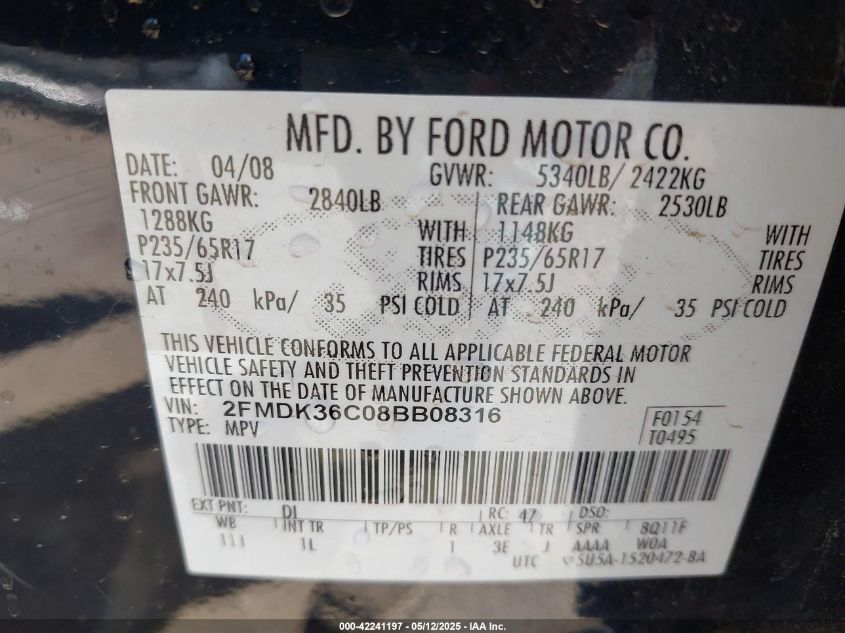 MFD. BY FORD MOTOR CO.
DATE: 04/08 GVWR: 5340LB/ 2422KG
FRONT GAWR: 2840LB REAR GAWR: 2530LB
1288KG WITH 1148KG WITH
P235/65R17 TIRES P235/65R17 TIRES
17x7.5J RIMS 17x7.5J RIMS
AT 240 kPa/ 35 PSI COLD AT 240 kPa/ 35 PSI COLD
THIS VEHICLE CONFORMS TO ALL APPLICABLE FEDERAL MOTOR
VEHICLE SAFETY AND THEFT PREVENTION STANDARDS IN
EFFECT ON THE DATE OF MANUFACTURE SHOWN ABOVE.
VIN: 2FMDK36C08BB08316 F0154
TYPE: MPV T0495
EXT PNT: D1 RC: 47 DSO:
WB INT TR TP/PS R AXLE TR SPR 8Q11F
111 1L 1 3E J AAAA W0A
UTC 5U5A-1520472-BA
000-42241197 - 05/12/2025 - IAA Inc.